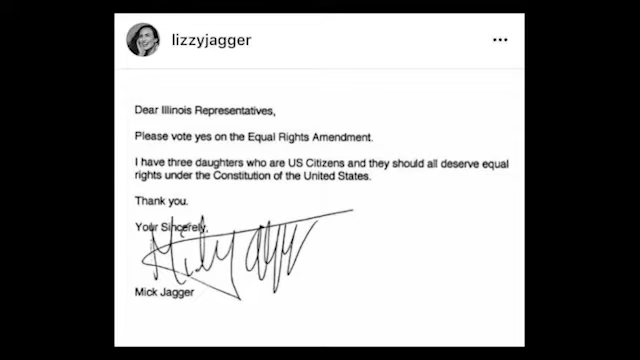 lizzyjagger
Dear Illinois Representatives,
Please vote yes on the Equal Rights Amendment.
I have three daughters who are US Citizens and they should all deserve equal
rights under the Constitution of the United States.
Thank you.
Your Sincerely,
Mick Jagger
Mick Jagger